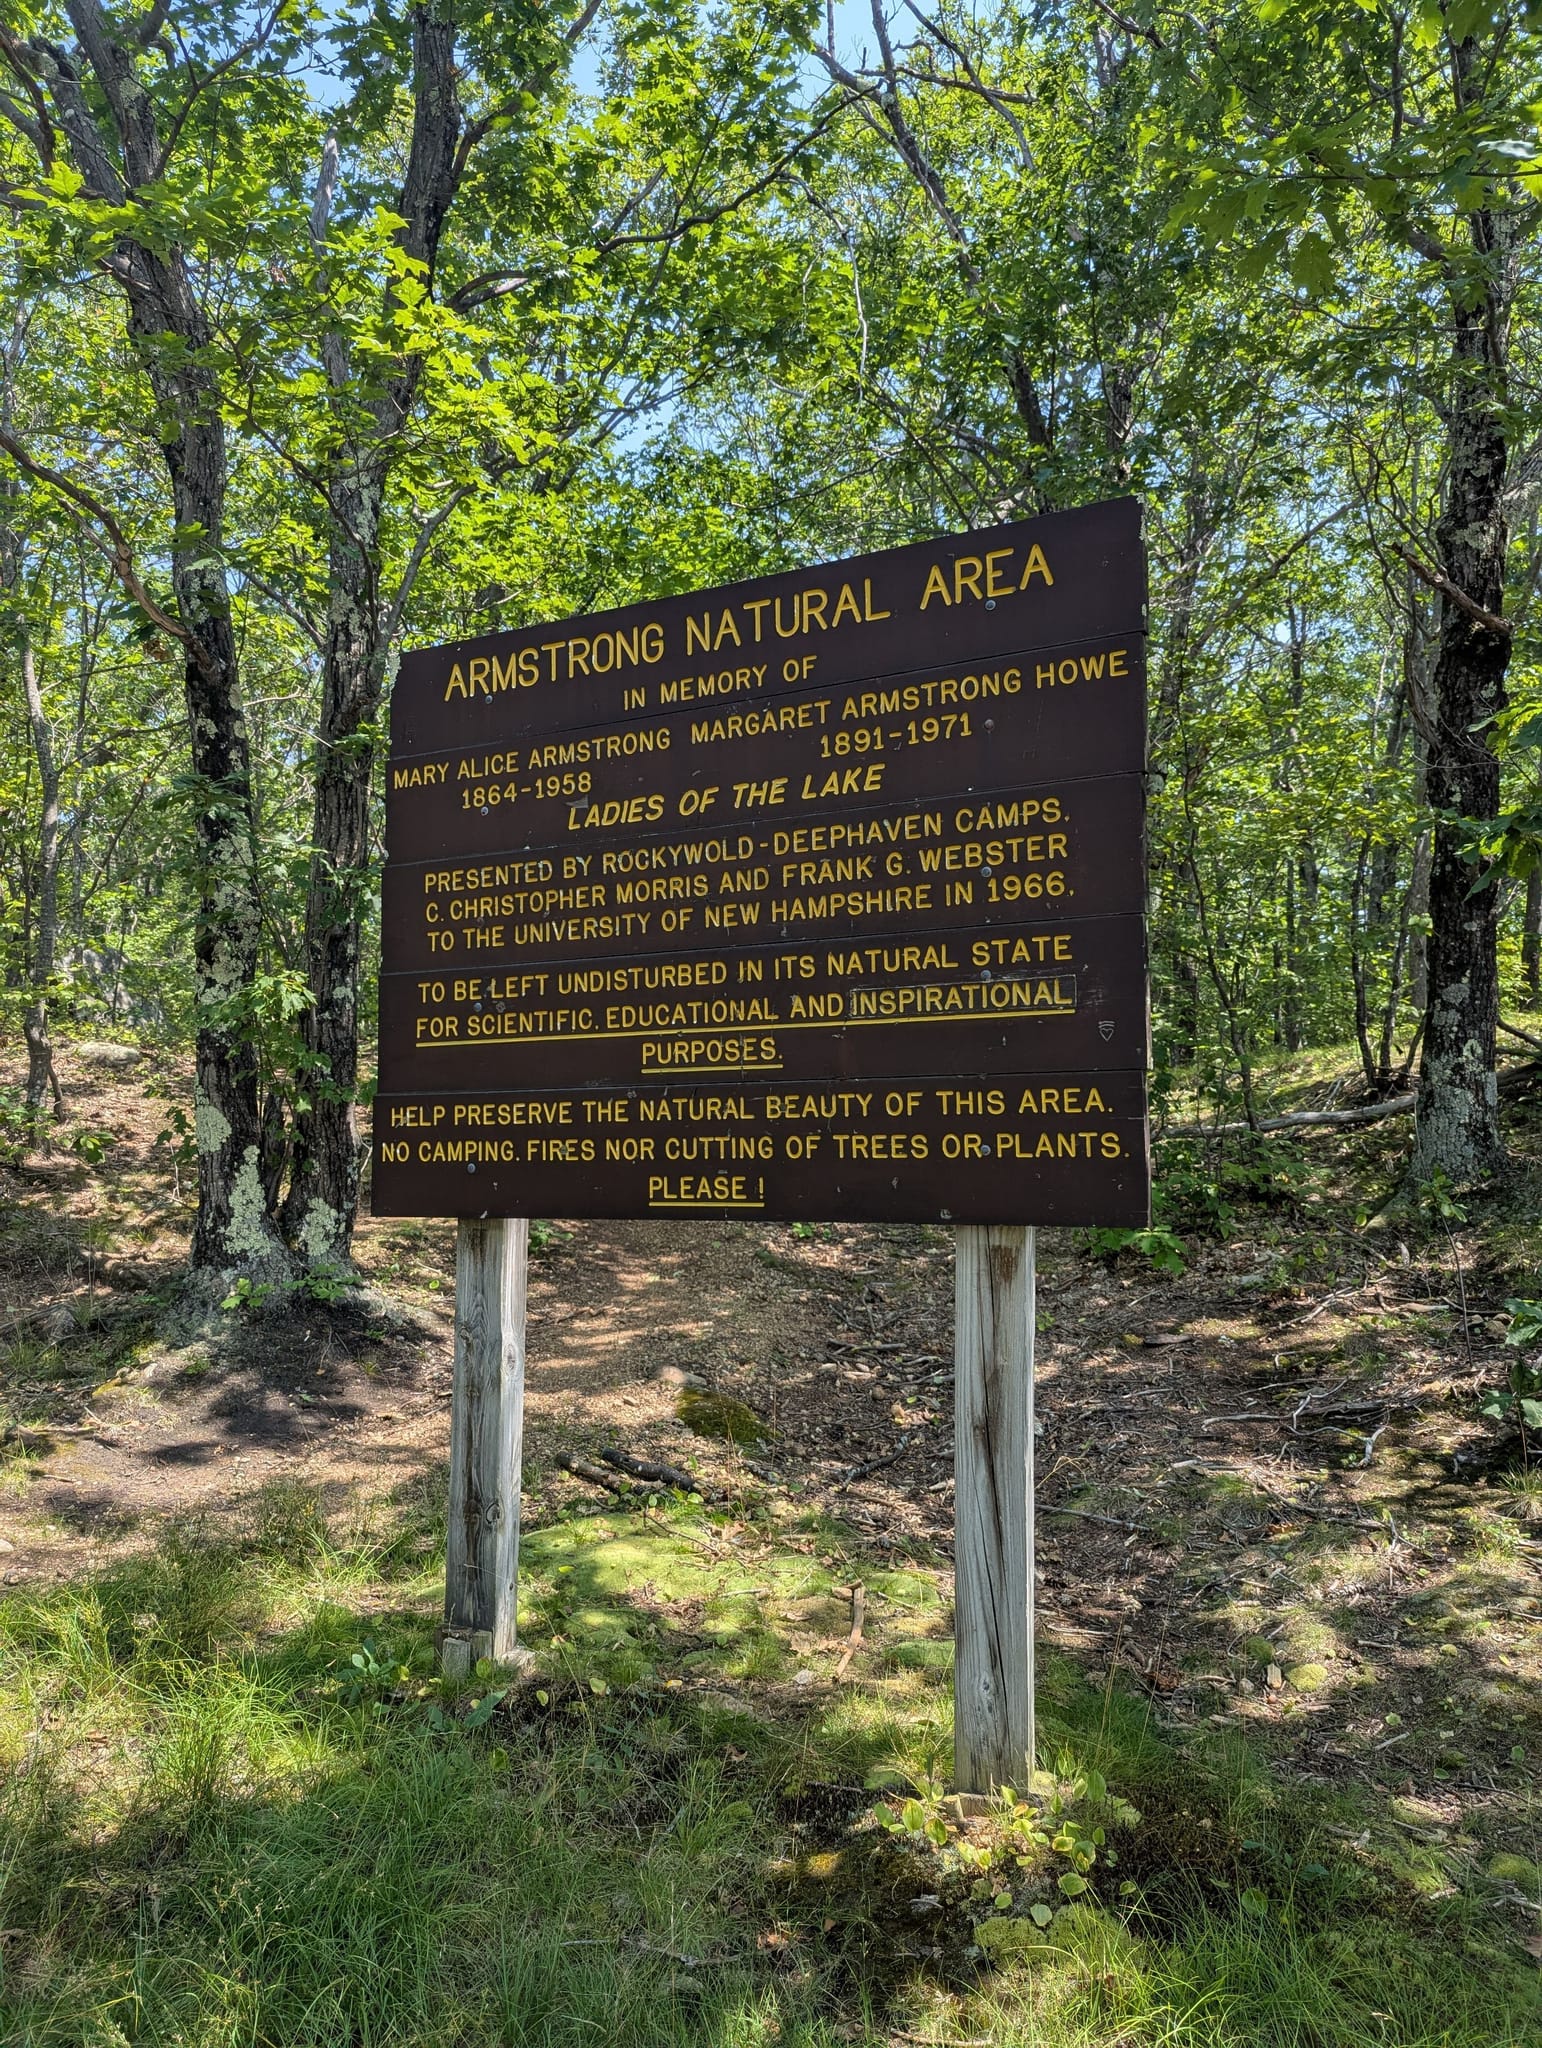 ARMSTRONG NATURAL AREA
IN MEMORY OF
MARY ALICE ARMSTRONG MARGARET ARMSTRONG HOWE
1864-1958 1891-1971
LADIES OF THE LAKE
PRESENTED BY ROCKYWOLD-DEEPHAVEN CAMPS,
C. CHRISTOPHER MORRIS AND FRANK G. WEBSTER
TO THE UNIVERSITY OF NEW HAMPSHIRE IN 1966,
TO BE LEFT UNDISTURBED IN ITS NATURAL STATE
FOR SCIENTIFIC, EDUCATIONAL AND INSPIRATIONAL
PURPOSES.
HELP PRESERVE THE NATURAL BEAUTY OF THIS AREA.
NO CAMPING, FIRES NOR CUTTING OF TREES OR PLANTS.
PLEASE !